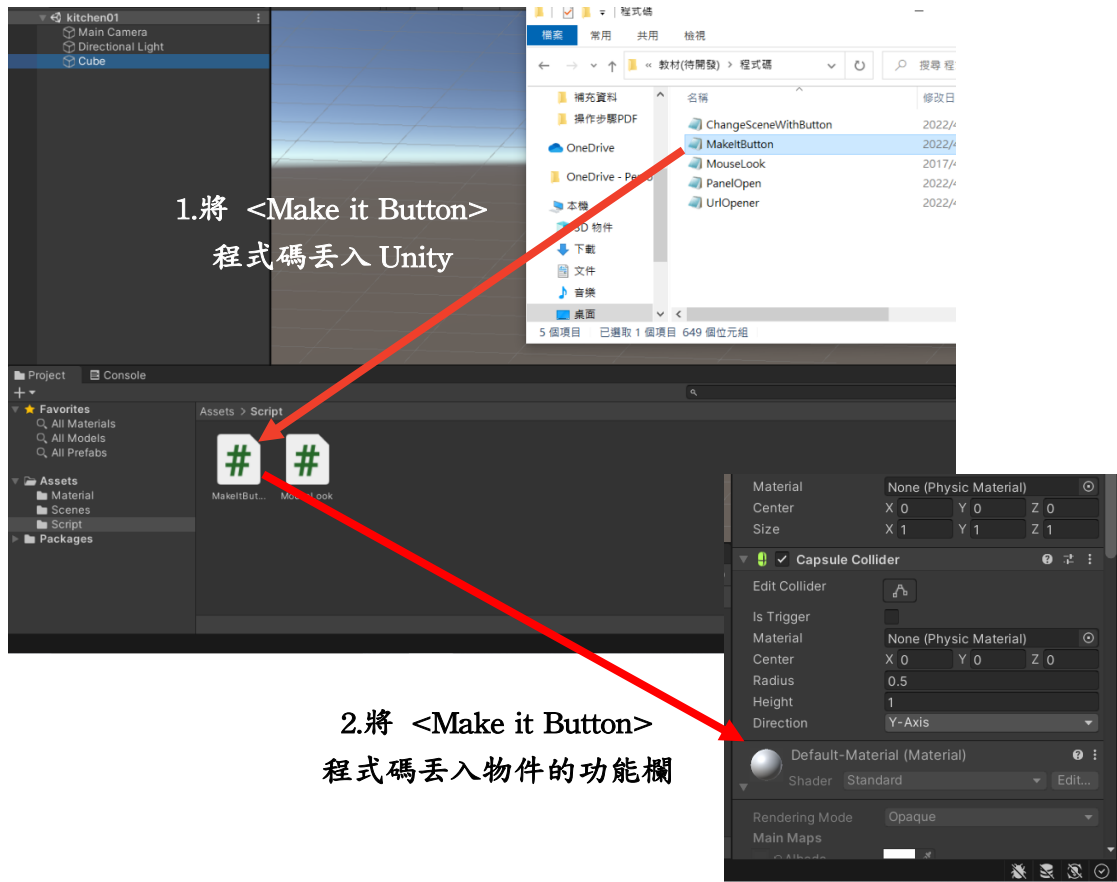 kitchen01
Main Camera
Directional Light
Cube
程式碼
檔案 常用 共用 檢視
« 教材(待開發) › 程式碼
搜尋 程
補充資料
操作步驟PDF
OneDrive
OneDrive - Pe
本機
3D 物件
下載
文件
音樂
桌面
名稱 修改日
ChangeSceneWithButton 2022/4
MakeItButton 2022/4
MouseLook 2017/4
PanelOpen 2022/4
UrlOpener 2022/4
5 個項目 已選取 1 個項目 649 個位元組
1.將 <Make it Button>
程式碼丟入 Unity
Project Console
Favorites
All Materials
All Models
All Prefabs
Assets
Material
Scenes
Script
Packages
Assets > Script
# #
MakeItBut... MouseLook
2.將 <Make it Button>
程式碼丟入物件的功能欄
Material None (Physic Material)
Center X 0 Y 0 Z 0
Size X 1 Y 1 Z 1
Capsule Collider
Edit Collider
Is Trigger
Material None (Physic Material)
Center X 0 Y 0 Z 0
Radius 0.5
Height 1
Direction Y-Axis
Default-Material (Material)
Shader Standard Edit...
Rendering Mode Opaque
Main Maps
Albedo